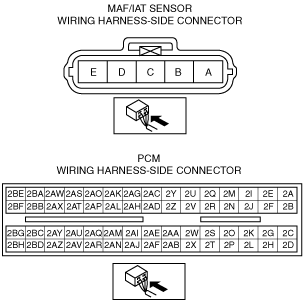 MAF/IAT SENSOR
WIRING HARNESS-SIDE CONNECTOR
E D C B A
PCM
WIRING HARNESS-SIDE CONNECTOR
2BE 2BA 2AW 2AS 2AO 2AK 2AG 2AC 2Y 2U 2Q 2M 2I 2E 2A
2BF 2BB 2AX 2AT 2AP 2AL 2AH 2AD 2Z 2V 2R 2N 2J 2F 2B
2BG 2BC 2AY 2AU 2AQ 2AM 2AI 2AE 2AA 2W 2S 2O 2K 2G 2C
2BH 2BD 2AZ 2AV 2AR 2AN 2AJ 2AF 2AB 2X 2T 2P 2L 2H 2D